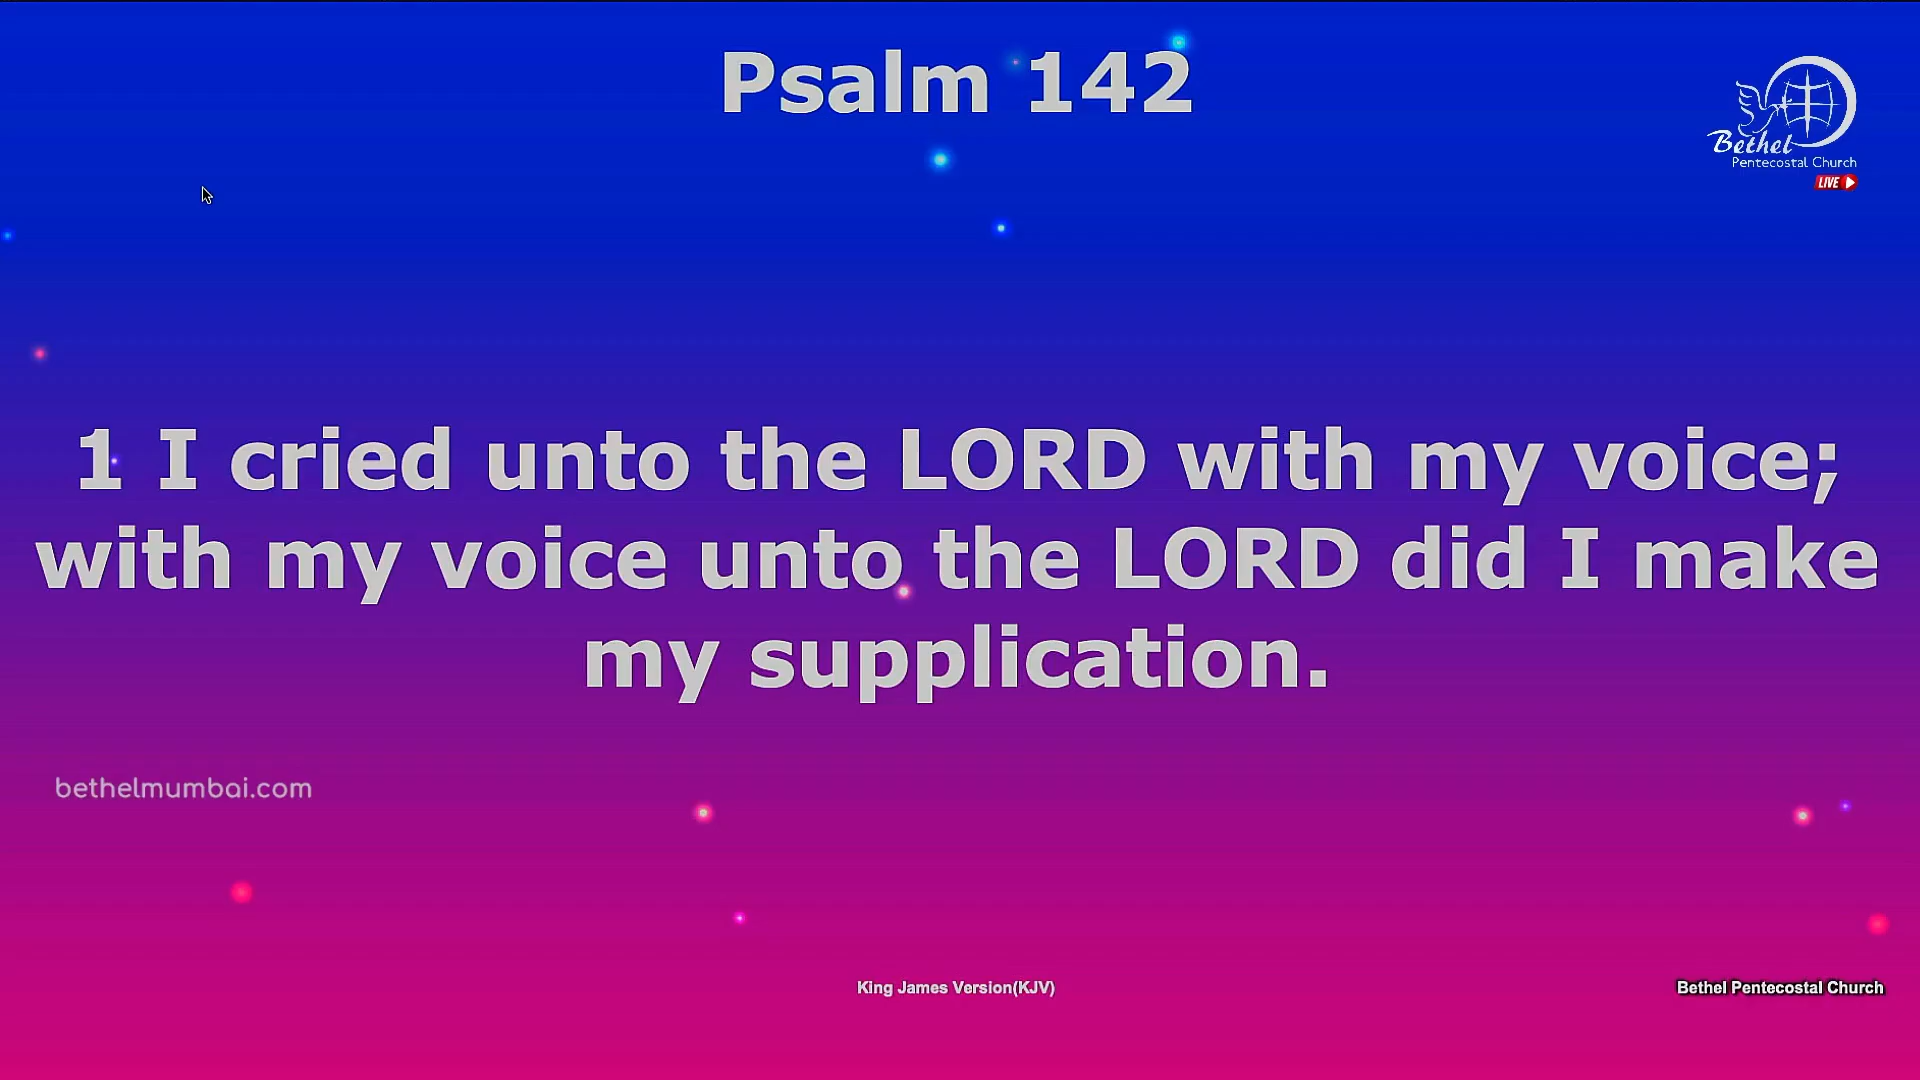 Psalm 142
Bethel
Pentecostal Church
LIVE
1 I cried unto the LORD with my voice;
with my voice unto the LORD did I make
my supplication.
bethelmumbai.com
King James Version(KJV)
Bethel Pentecostal Church